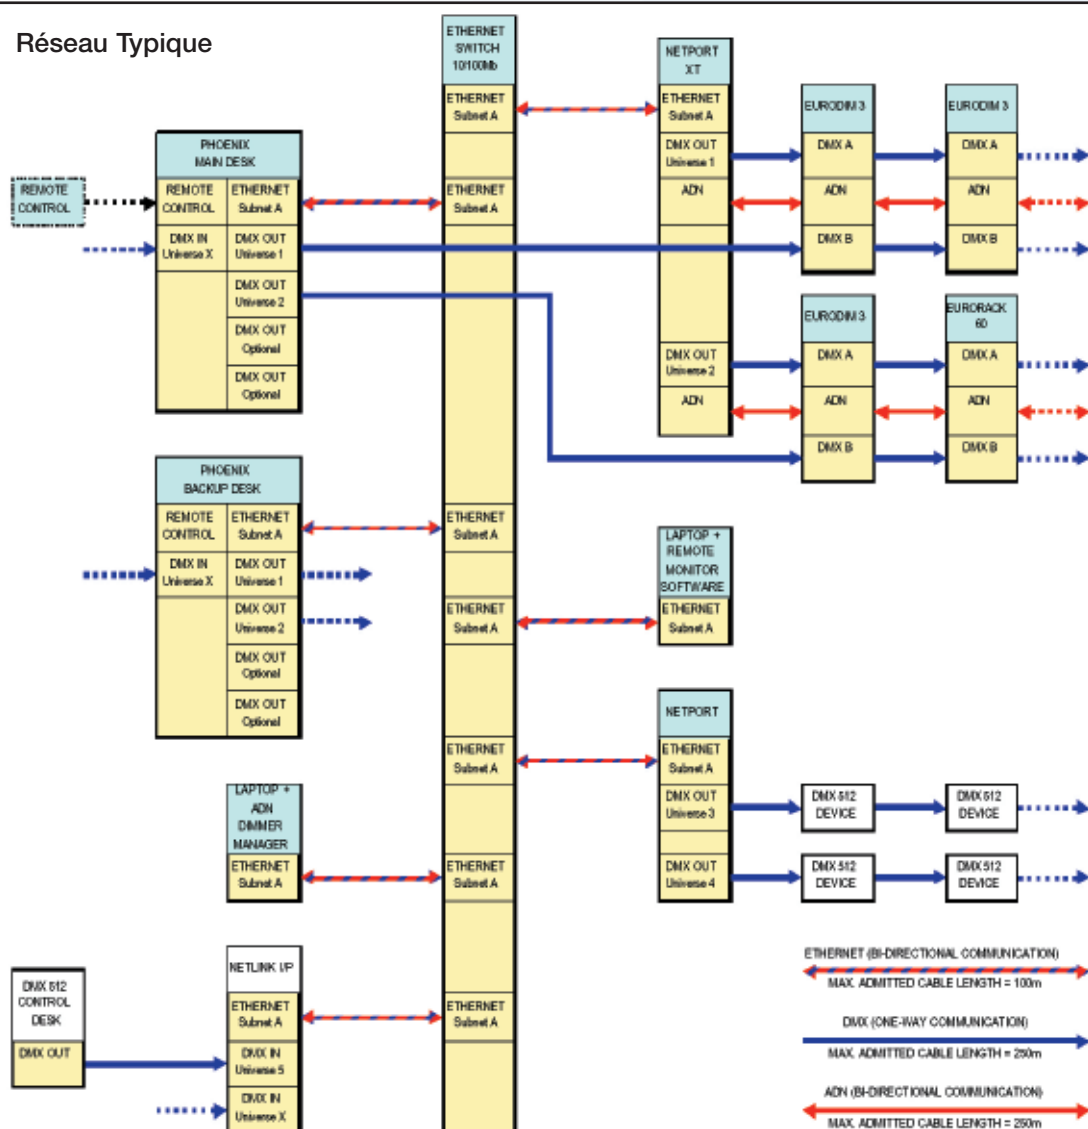 Réseau Typique
ETHERNET
SWITCH
10/100Mb
ETHERNET
Subnet A
ETHERNET
Subnet A
ETHERNET
Subnet A
ETHERNET
Subnet A
ETHERNET
Subnet A
ETHERNET
Subnet A
ETHERNET
Subnet A
REMOTE
CONTROL
PHOENIX
MAIN DESK
REMOTE
CONTROL
ETHERNET
Subnet A
DMX IN
Universe X
DMX OUT
Universe 1
DMX OUT
Universe 2
DMX OUT
Optional
DMX OUT
Optional
PHOENIX
BACKUP DESK
REMOTE
CONTROL
ETHERNET
Subnet A
DMX IN
Universe X
DMX OUT
Universe 1
DMX OUT
Universe 2
DMX OUT
Optional
DMX OUT
Optional
LAPTOP +
ADN
DIMMER
MANAGER
ETHERNET
Subnet A
DMX 512
CONTROL
DESK
DMX OUT
NETLINK I/P
ETHERNET
Subnet A
DMX IN
Universe 5
DMX IN
Universe X
NETPORT
XT
ETHERNET
Subnet A
DMX OUT
Universe 1
ADN
DMX OUT
Universe 2
ADN
EURODIM 3
DMX A
ADN
DMX B
EURODIM 3
DMX A
ADN
DMX B
EURODIM 3
DMX A
ADN
DMX B
EURORACK
60
DMX A
ADN
DMX B
LAPTOP +
REMOTE
MONITOR
SOFTWARE
ETHERNET
Subnet A
NETPORT
ETHERNET
Subnet A
DMX OUT
Universe 3
DMX OUT
Universe 4
DMX 512
DEVICE
DMX 512
DEVICE
DMX 512
DEVICE
DMX 512
DEVICE
ETHERNET (BI-DIRECTIONAL COMMUNICATION)
MAX. ADMITTED CABLE LENGTH = 100m
DMX (ONE-WAY COMMUNICATION)
MAX. ADMITTED CABLE LENGTH = 250m
ADN (BI-DIRECTIONAL COMMUNICATION)
MAX. ADMITTED CABLE LENGTH = 250m